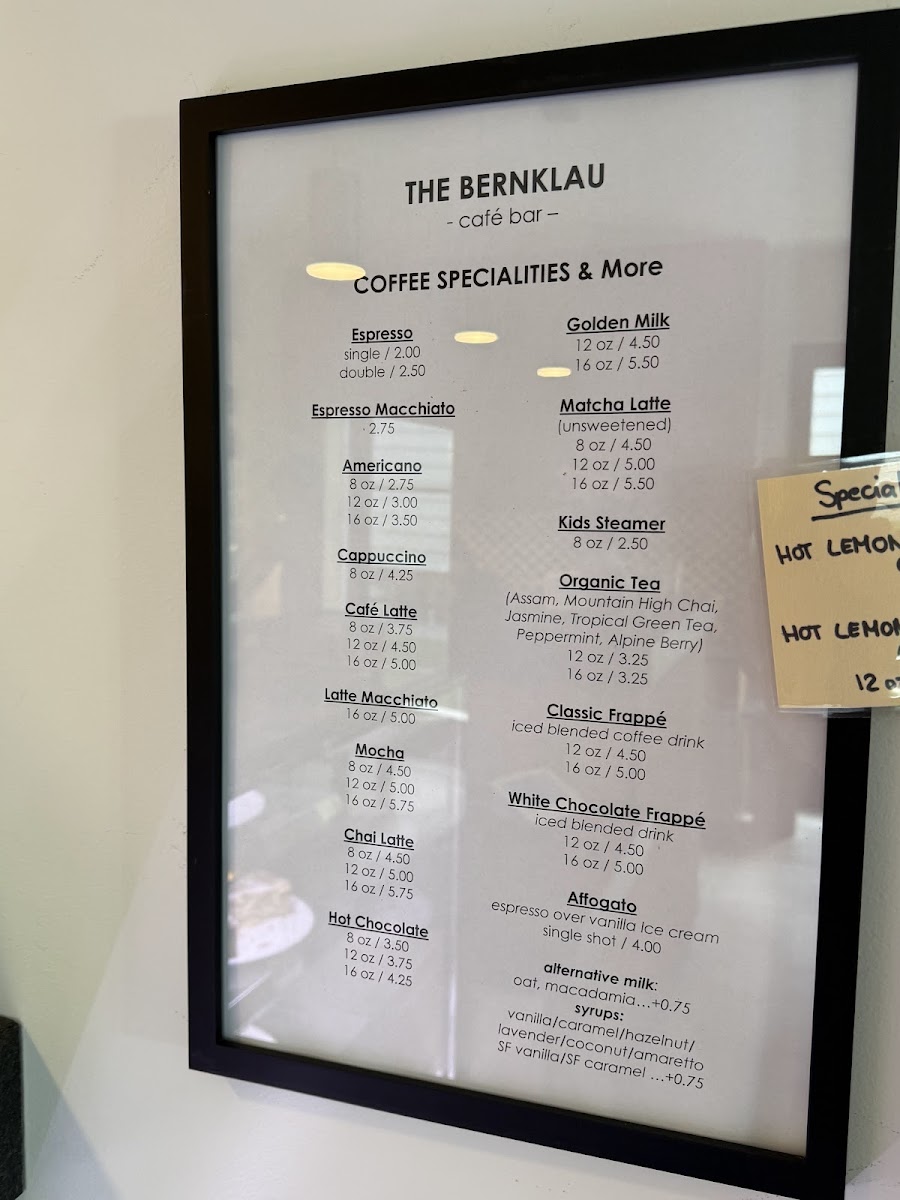 THE BERNKLAU
- café bar –
COFFEE SPECIALITIES & More
Espresso
single / 2.00
double / 2.50
Espresso Macchiato
2.75
Americano
8 oz / 2.75
12 oz / 3.00
16 oz / 3.50
Cappuccino
8 oz / 4.25
Café Latte
8 oz / 3.75
12 oz / 4.50
16 oz / 5.00
Latte Macchiato
16 oz / 5.00
Mocha
8 oz / 4.50
12 oz / 5.00
16 oz / 5.75
Chai Latte
8 oz / 4.50
12 oz / 5.00
16 oz / 5.75
Hot Chocolate
8 oz / 3.50
12 oz / 3.75
16 oz / 4.25
Golden Milk
12 oz / 4.50
16 oz / 5.50
Matcha Latte
(unsweetened)
8 oz / 4.50
12 oz / 5.00
16 oz / 5.50
Kids Steamer
8 oz / 2.50
Organic Tea
(Assam, Mountain High Chai,
Jasmine, Tropical Green Tea,
Peppermint, Alpine Berry)
12 oz / 3.25
16 oz / 3.25
Classic Frappé
iced blended coffee drink
12 oz / 4.50
16 oz / 5.00
White Chocolate Frappé
iced blended drink
12 oz / 4.50
16 oz / 5.00
Affogato
espresso over vanilla Ice cream
single shot / 4.00
alternative milk:
oat, macadamia...+0.75
syrups:
vanilla/caramel/hazelnut/
lavender/coconut/amaretto
SF vanilla/SF caramel ...+0.75
Special
HOT LEMON
HOT LEMON
12 oz